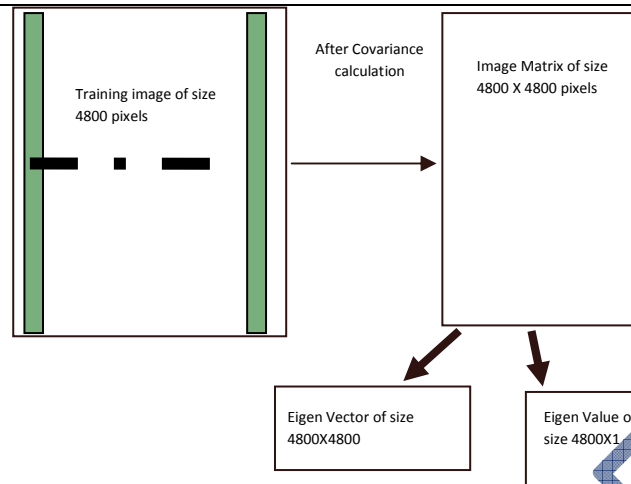 After Covariance
calculation
Training image of size
4800 pixels
Image Matrix of size
4800 X 4800 pixels
Eigen Vector of size
4800X4800
Eigen Value o
size 4800X1